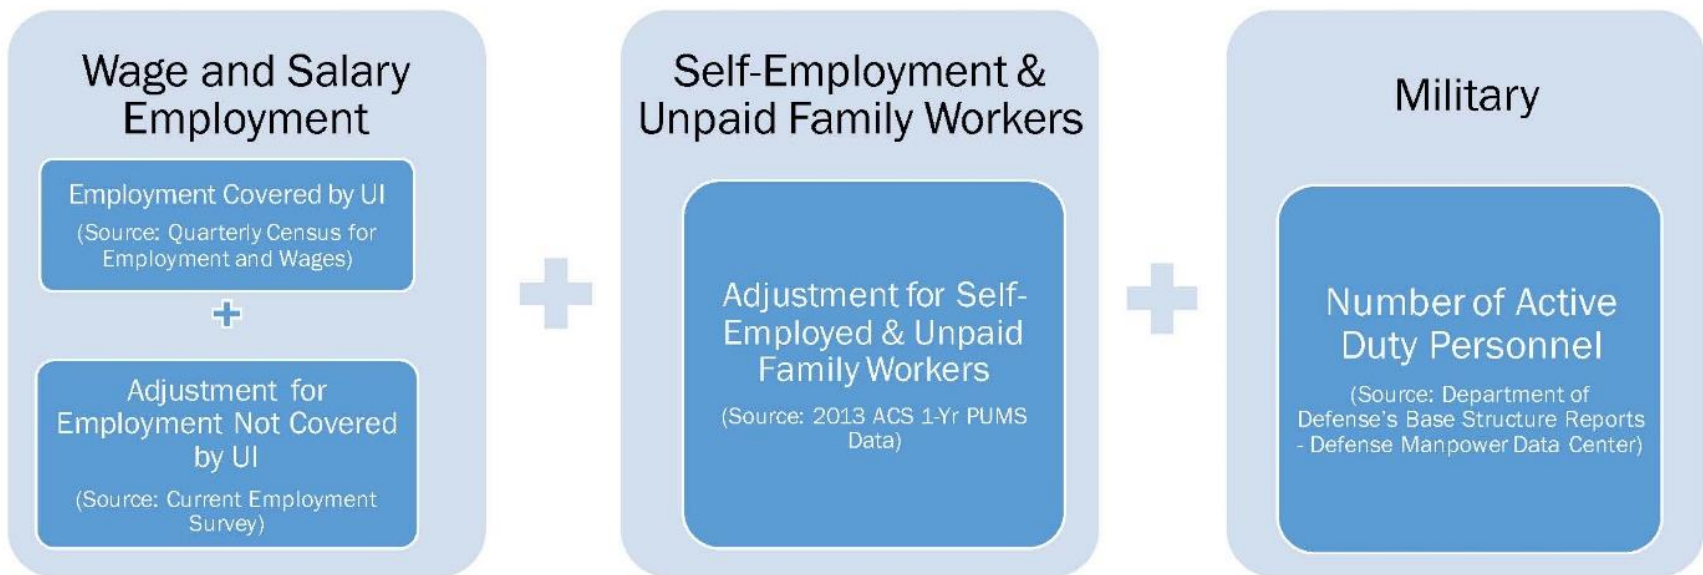 Wage and Salary
Employment
Employment Covered by UI
(Source: Quarterly Census for
Employment and Wages)
+
Adjustment for
Employment Not Covered
by UI
(Source: Current Employment
Survey)
+
Self-Employment &
Unpaid Family Workers
Adjustment for Self-
Employed & Unpaid
Family Workers
(Source: 2013 ACS 1-Yr PUMS
Data)
+
Military
Number of Active
Duty Personnel
(Source: Department of
Defense's Base Structure Reports
- Defense Manpower Data Center)